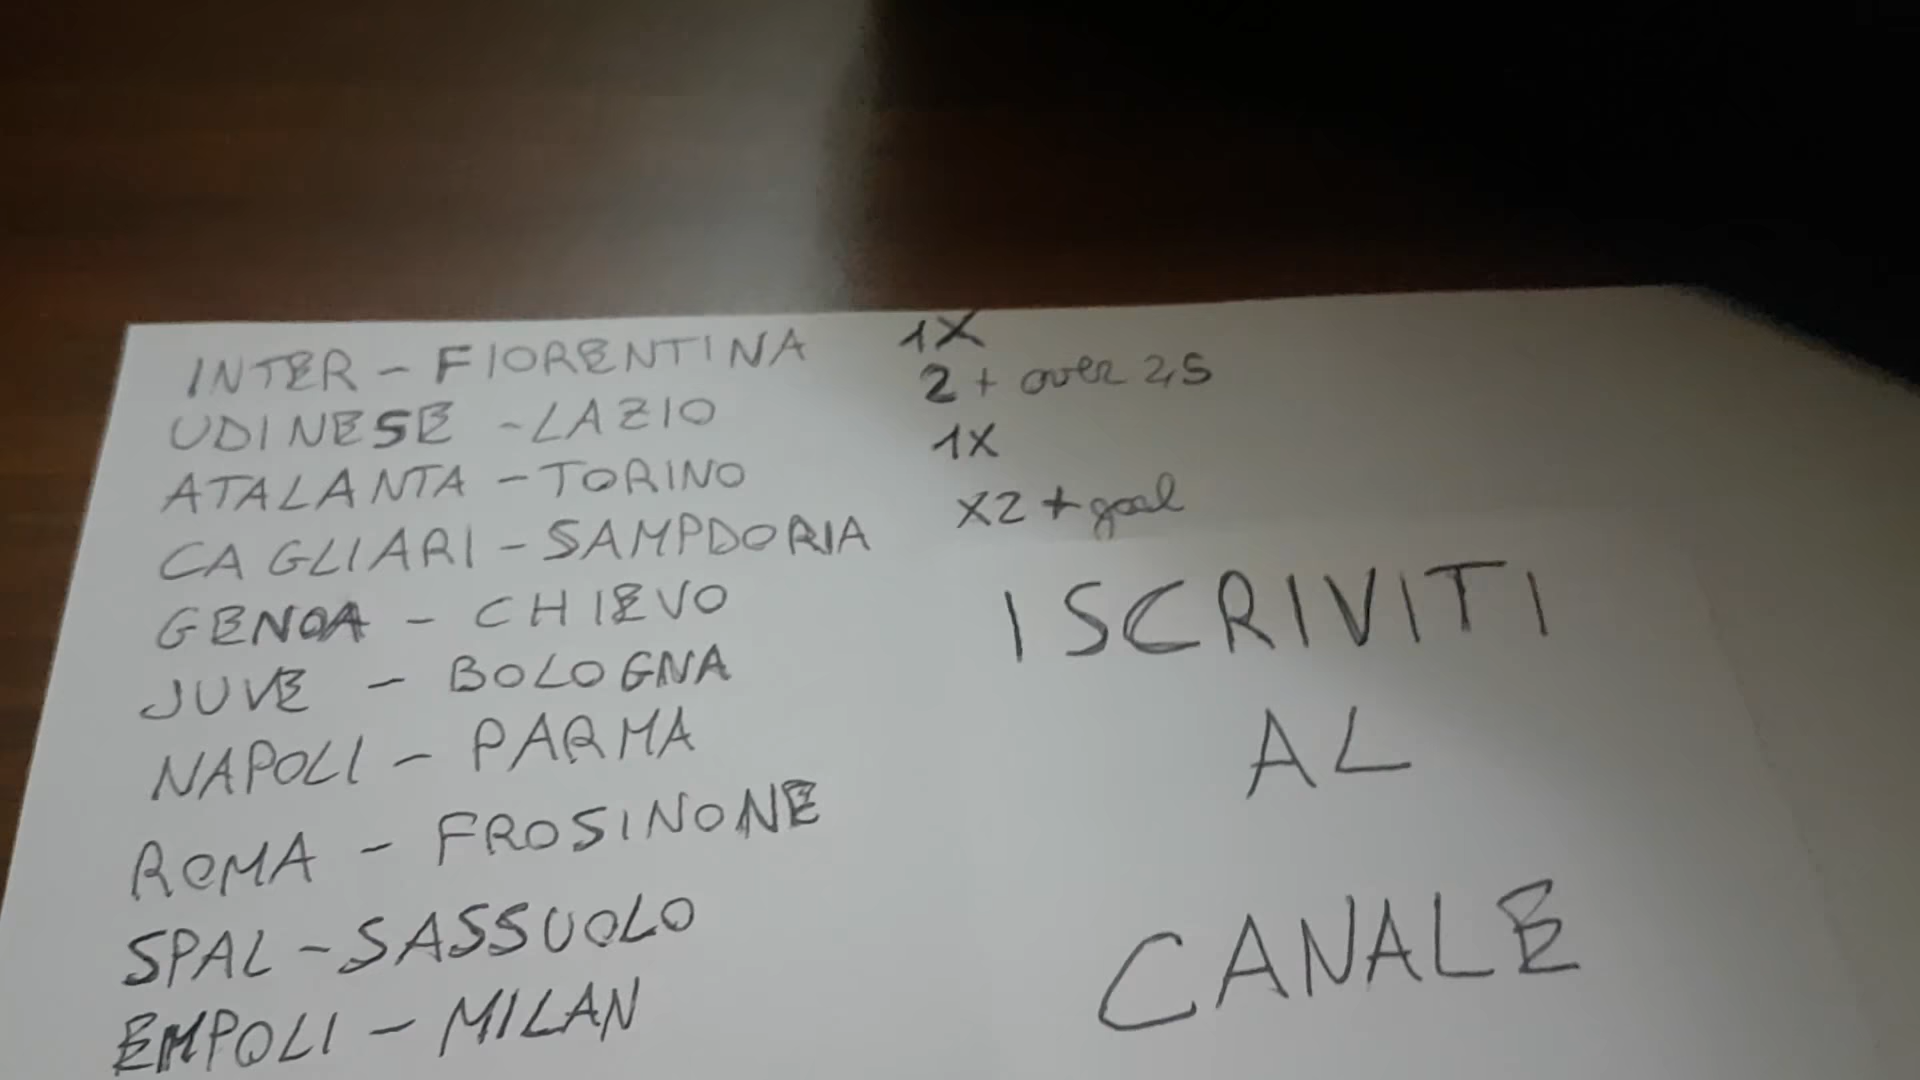 INTER - FIORENTINA 1X
UDINESE - LAZIO 2 + over 2,5
ATALANTA - TORINO 1X
CAGLIARI - SAMPDORIA X2 + goal
GENOA - CHIEVO
JUVE - BOLOGNA
NAPOLI - PARMA
ROMA - FROSINONE
SPAL - SASSUOLO
EMPOLI - MILAN
ISCRIVITI
AL
CANALE